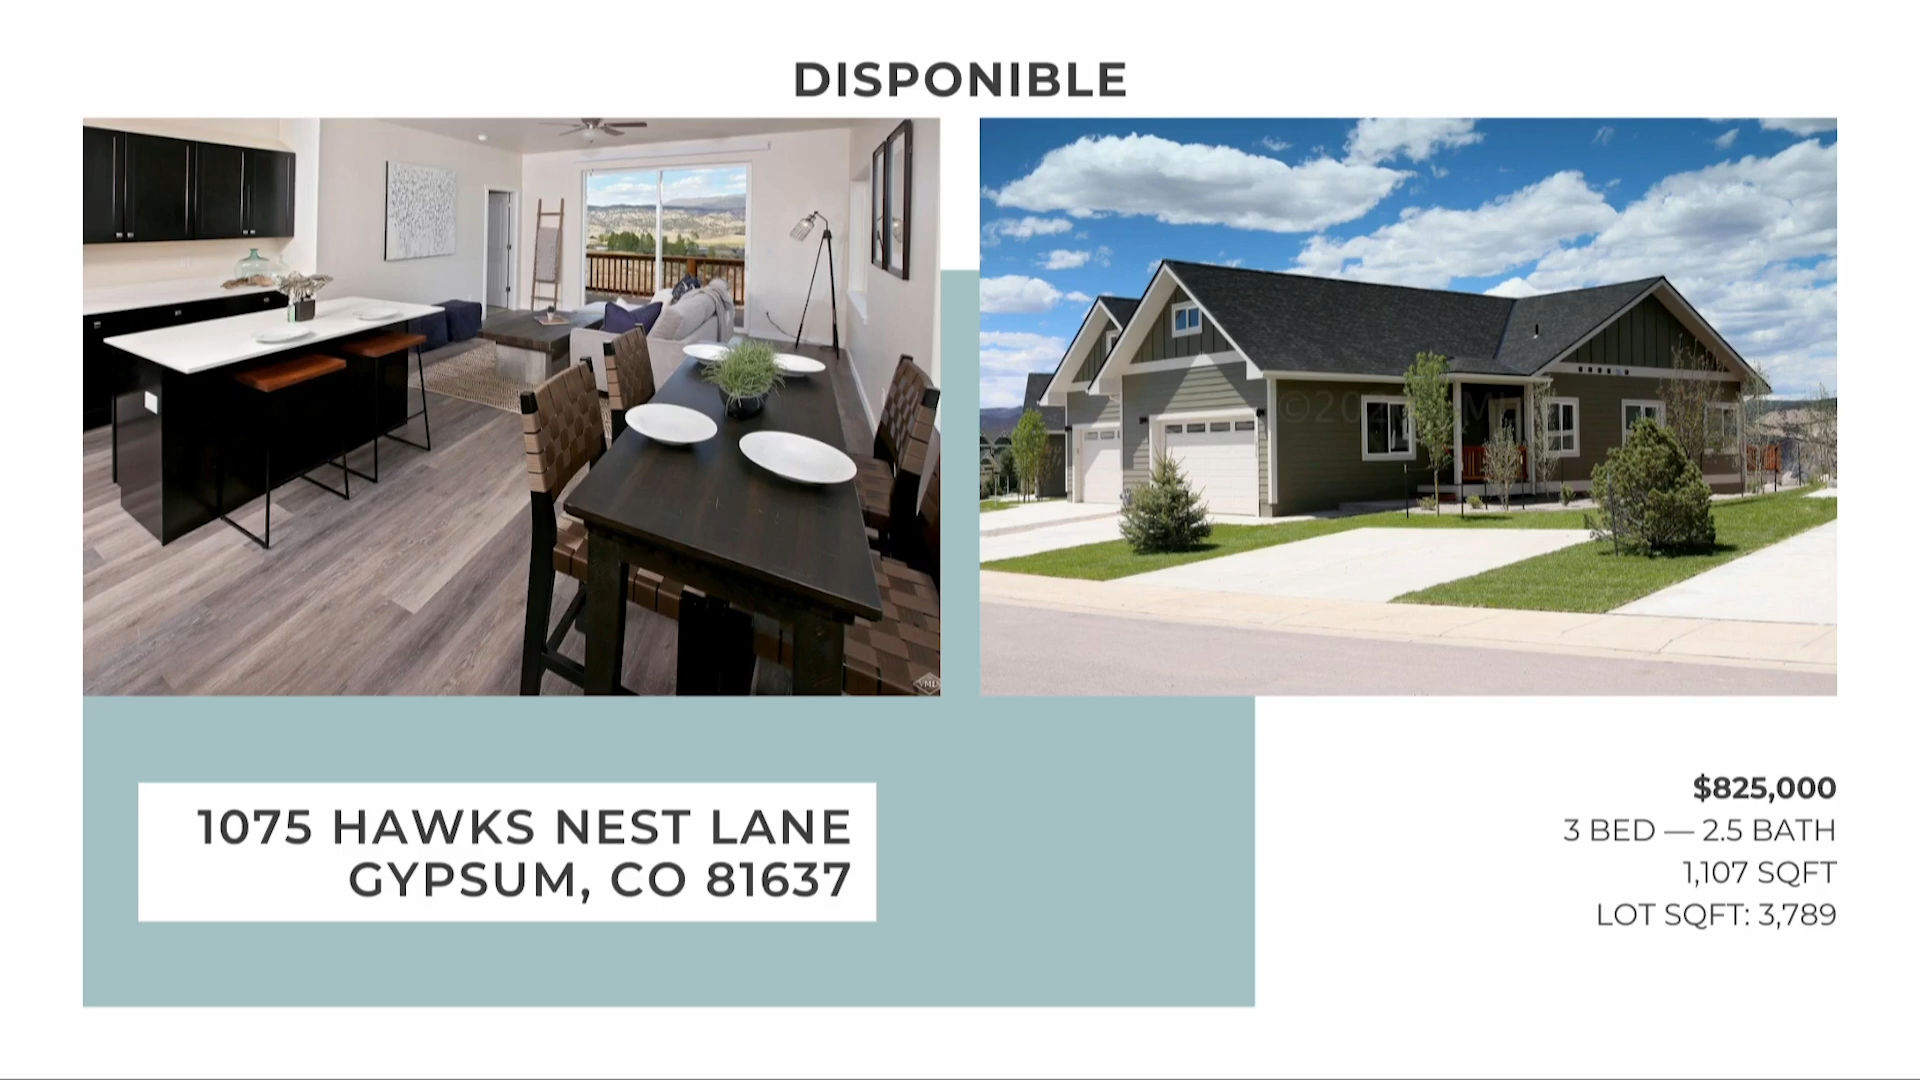 DISPONIBLE
VMLS
1075 HAWKS NEST LANE
GYPSUM, CO 81637
$825,000
3 BED — 2.5 BATH
1,107 SQFT
LOT SQFT: 3,789